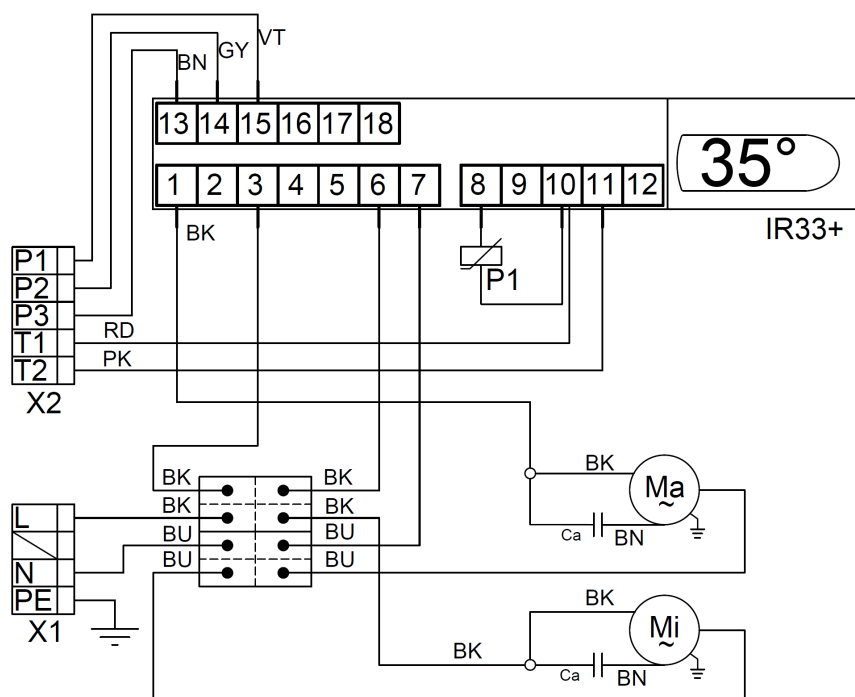 VT
GY
BN
13 14 15 16 17 18
35°
1 2 3 4 5 6 7 8 9 10 11 12
BK
IR33+
P1
P2
P1
P3
RD
T1
PK
T2
X2
BK BK BK
Ma
~
L BK BK
BU BU Ca BN
N BU BU
PE
BK
Mi
~
X1
BK
Ca BN